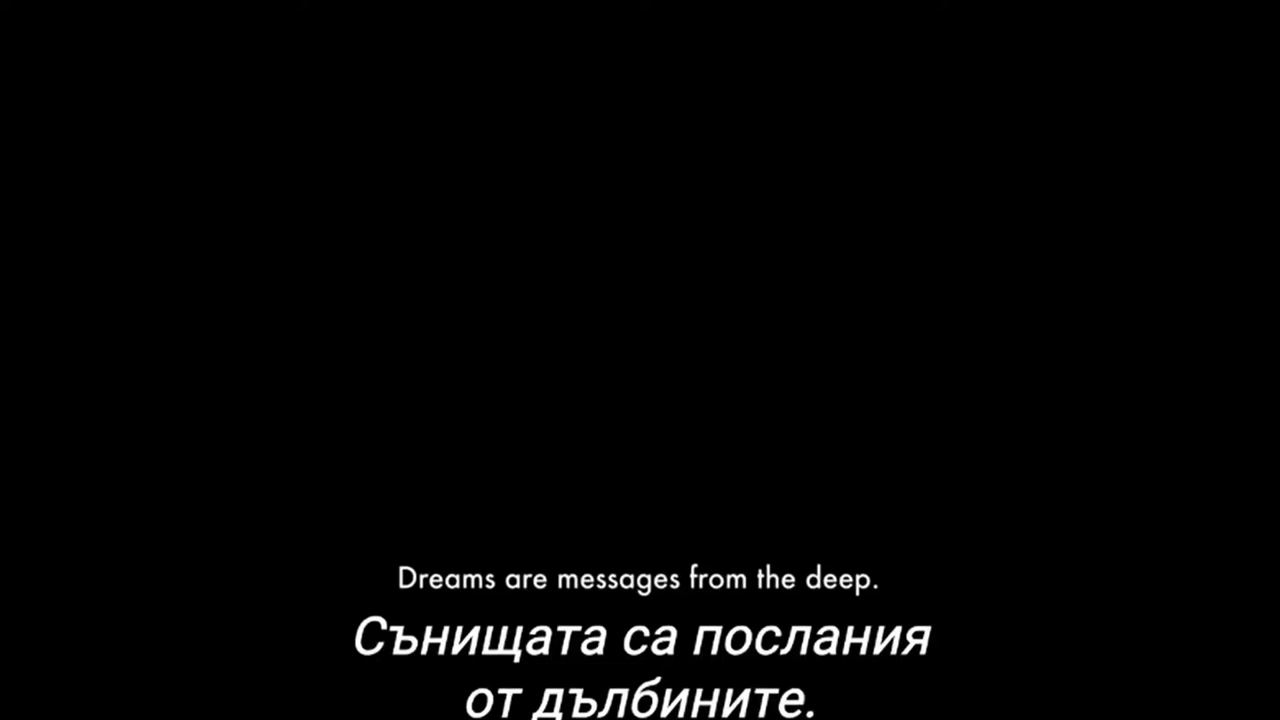 Dreams are messages from the deep.
Сънищата са послания
от дълбините.